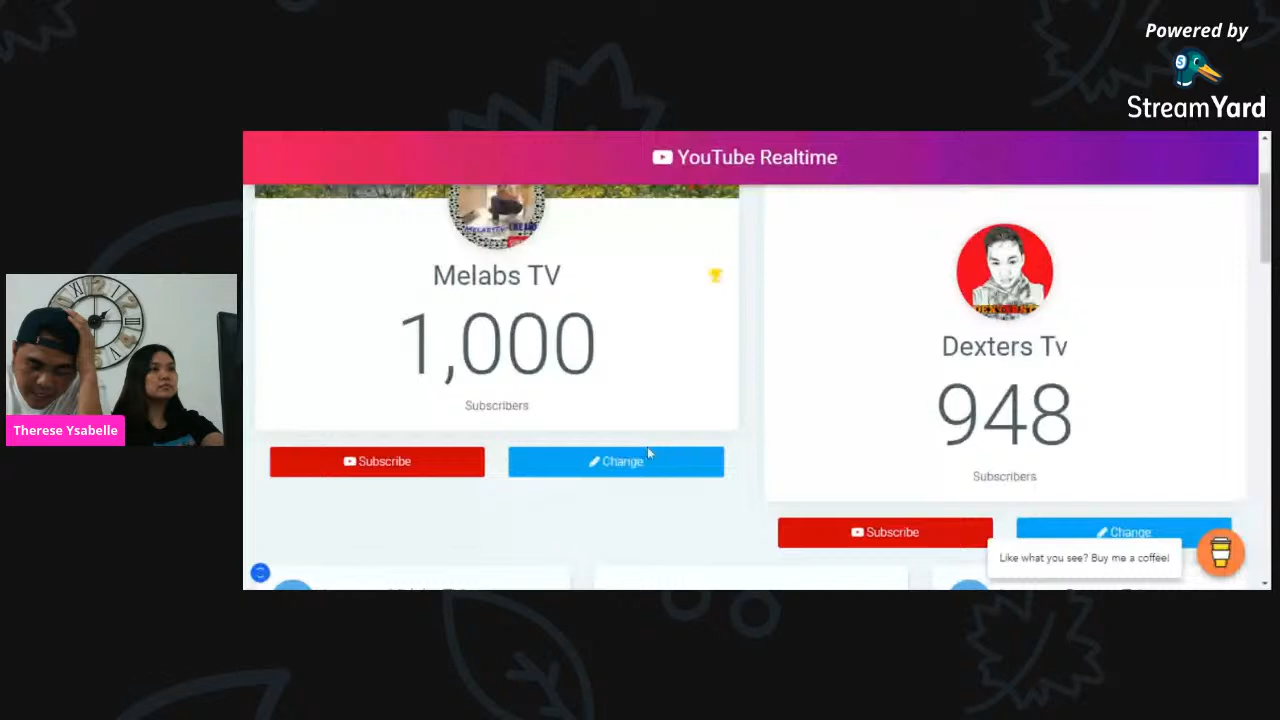 Powered by
StreamYard
YouTube Realtime
Melabs TV
1,000
Subscribers
Subscribe
Change
Dexters Tv
948
Subscribers
Subscribe
Change
Like what you see? Buy me a coffee!
Therese Ysabelle